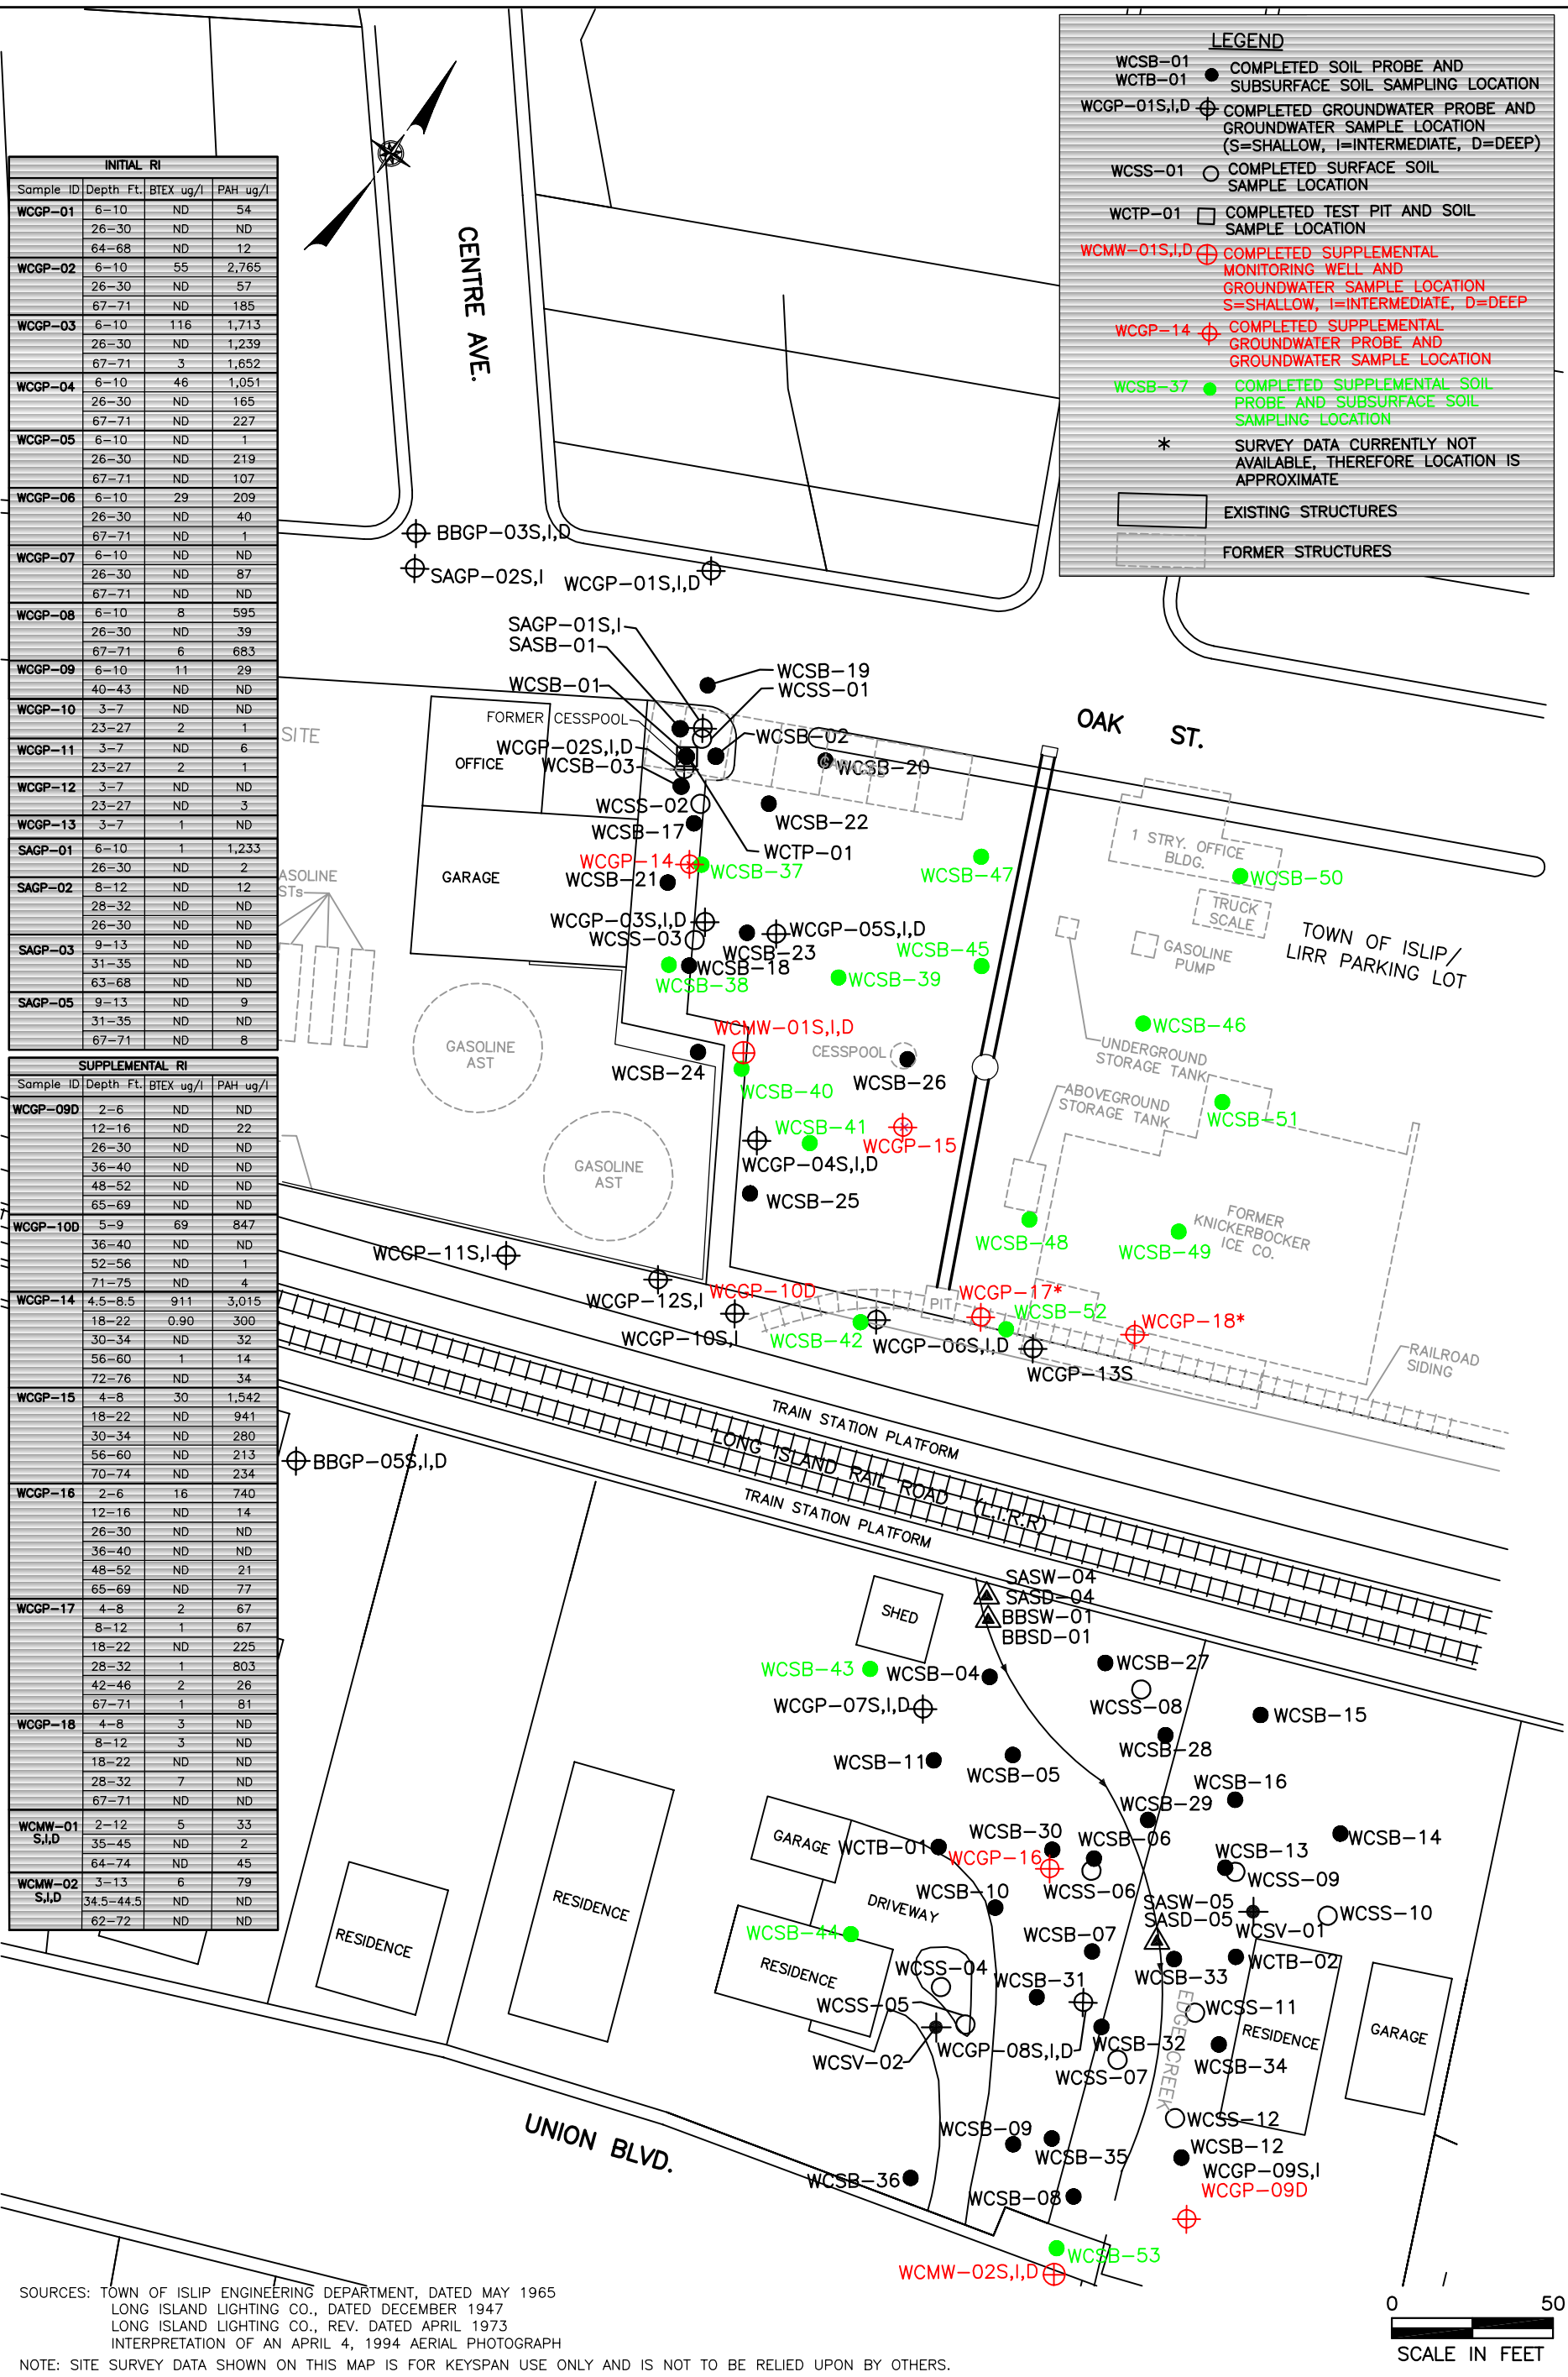 LEGEND
WCSB-01
WCTB-01
COMPLETED SOIL PROBE AND
SUBSURFACE SOIL SAMPLING LOCATION
WCGP-01S,I,D
COMPLETED GROUNDWATER PROBE AND
GROUNDWATER SAMPLE LOCATION
(S=SHALLOW, I=INTERMEDIATE, D=DEEP)
WCSS-01
COMPLETED SURFACE SOIL
SAMPLE LOCATION
WCTP-01
COMPLETED TEST PIT AND SOIL
SAMPLE LOCATION
WCMW-01S,I,D
COMPLETED SUPPLEMENTAL
MONITORING WELL AND
GROUNDWATER SAMPLE LOCATION
S=SHALLOW, I=INTERMEDIATE, D=DEEP
WCGP-14
COMPLETED SUPPLEMENTAL
GROUNDWATER PROBE AND
GROUNDWATER SAMPLE LOCATION
WCSB-37
COMPLETED SUPPLEMENTAL SOIL
PROBE AND SUBSURFACE SOIL
SAMPLING LOCATION
*
SURVEY DATA CURRENTLY NOT
AVAILABLE, THEREFORE LOCATION IS
APPROXIMATE
EXISTING STRUCTURES
FORMER STRUCTURES
INITIAL RI
Sample ID Depth Ft. BTEX ug/l PAH ug/l
WCGP-01 6-10 ND 54
26-30 ND ND
64-68 ND 12
WCGP-02 6-10 55 2,765
26-30 ND 57
67-71 ND 185
WCGP-03 6-10 116 1,713
26-30 ND 1,239
67-71 3 1,652
WCGP-04 6-10 46 1,051
26-30 ND 165
67-71 ND 227
WCGP-05 6-10 ND 1
26-30 ND 219
67-71 ND 107
WCGP-06 6-10 29 209
26-30 ND 40
67-71 ND 1
WCGP-07 6-10 ND ND
26-30 ND 87
67-71 ND ND
WCGP-08 6-10 8 595
26-30 ND 39
67-71 6 683
WCGP-09 6-10 11 29
40-43 ND ND
WCGP-10 3-7 ND ND
23-27 2 1
WCGP-11 3-7 ND 6
23-27 2 1
WCGP-12 3-7 ND ND
23-27 ND 3
WCGP-13 3-7 1 ND
SAGP-01 6-10 1 1,233
26-30 ND 2
SAGP-02 8-12 ND 12
28-32 ND ND
26-30 ND ND
SAGP-03 9-13 ND ND
31-35 ND ND
63-68 ND ND
SAGP-05 9-13 ND 9
31-35 ND ND
67-71 ND 8
SUPPLEMENTAL RI
Sample ID Depth Ft. BTEX ug/l PAH ug/l
WCGP-09D 2-6 ND ND
12-16 ND 22
26-30 ND ND
36-40 ND ND
48-52 ND ND
65-69 ND ND
WCGP-10D 5-9 69 847
36-40 ND ND
52-56 ND 1
71-75 ND 4
WCGP-14 4.5-8.5 911 3,015
18-22 0.90 300
30-34 ND 32
56-60 1 14
72-76 ND 34
WCGP-15 4-8 30 1,542
18-22 ND 941
30-34 ND 280
56-60 ND 213
70-74 ND 234
WCGP-16 2-6 16 740
12-16 ND 14
26-30 ND ND
36-40 ND ND
48-52 ND 21
65-69 ND 77
WCGP-17 4-8 2 67
8-12 1 67
18-22 ND 225
28-32 1 803
42-46 2 26
67-71 1 81
WCGP-18 4-8 3 ND
8-12 3 ND
18-22 ND ND
28-32 7 ND
67-71 ND ND
WCMW-01 S,I,D 2-12 5 33
35-45 ND 2
64-74 ND 45
WCMW-02 S,I,D 3-13 6 79
34.5-44.5 ND ND
62-72 ND ND
CENTRE AVE.
BBGP-03S,I,D
SAGP-02S,I
WCGP-01S,I,D
SAGP-01S,I
SASB-01
WCSB-19
WCSS-01
WCSB-01
FORMER CESSPOOL
OAK ST.
SITE
WCGP-02S,I,D
WCSB-02
OFFICE
WCSB-03
WCSB-20
GARAGES
WCSS-02
WCSB-22
WCSB-17
1 STRY. OFFICE
BLDG.
WCTP-01
WCGP-14
WCSB-37
WCSB-47
WCSB-50
GARAGE
WCSB-21
ASOLINE
STs
TRUCK
SCALE
WCGP-03S,I,D
WCGP-05S,I,D
TOWN OF ISLIP/
LIRR PARKING LOT
WCSS-03
WCSB-23
WCSB-45
GASOLINE
PUMP
WCSB-18
WCSB-38
WCSB-39
WCMW-01S,I,D
WCSB-46
GASOLINE
AST
CESSPOOL
UNDERGROUND
STORAGE TANK
WCSB-24
WCSB-26
WCSB-40
ABOVEGROUND
STORAGE TANK
WCSB-51
WCSB-41
WCGP-15
WCGP-04S,I,D
GASOLINE
AST
WCSB-25
FORMER
KNICKERBOCKER
ICE CO.
WCSB-48
WCSB-49
WCGP-11S,I
WCGP-12S,I
WCGP-10D
PIT
WCGP-17*
WCSB-52
WCGP-18*
WCGP-10S,I
WCSB-42
WCGP-06S,I,D
WCGP-13S
RAILROAD
SIDING
TRAIN STATION PLATFORM
LONG ISLAND RAIL ROAD (L.I.R.R)
TRAIN STATION PLATFORM
BBGP-05S,I,D
SASW-04
SASD-04
BBSW-01
BBSD-01
SHED
WCSB-43
WCSB-04
WCSB-27
WCGP-07S,I,D
WCSS-08
WCSB-15
WCSB-28
WCSB-11
WCSB-05
WCSB-16
WCSB-29
GARAGE
WCTB-01
WCSB-30
WCSB-06
WCSB-14
WCGP-16
WCSB-13
WCSS-09
WCSS-06
WCSB-10
DRIVEWAY
SASW-05
SASD-05
WCSV-01
WCSS-10
RESIDENCE
RESIDENCE
WCSB-44
WCSB-07
RESIDENCE
WCSS-04
WCSB-33
WCTB-02
WCSB-31
WCSS-05
WCSS-11
EDGE CREEK
RESIDENCE
GARAGE
WCSV-02
WCGP-08S,I,D
WCSB-32
WCSB-34
WCSS-07
UNION BLVD.
WCSS-12
WCSB-09
WCSB-35
WCSB-12
WCGP-09S,I
WCGP-09D
WCSB-36
WCSB-08
WCSB-53
WCMW-02S,I,D
SOURCES: TOWN OF ISLIP ENGINEERING DEPARTMENT, DATED MAY 1965
LONG ISLAND LIGHTING CO., DATED DECEMBER 1947
LONG ISLAND LIGHTING CO., REV. DATED APRIL 1973
INTERPRETATION OF AN APRIL 4, 1994 AERIAL PHOTOGRAPH
NOTE: SITE SURVEY DATA SHOWN ON THIS MAP IS FOR KEYSPAN USE ONLY AND IS NOT TO BE RELIED UPON BY OTHERS.
0 50
SCALE IN FEET